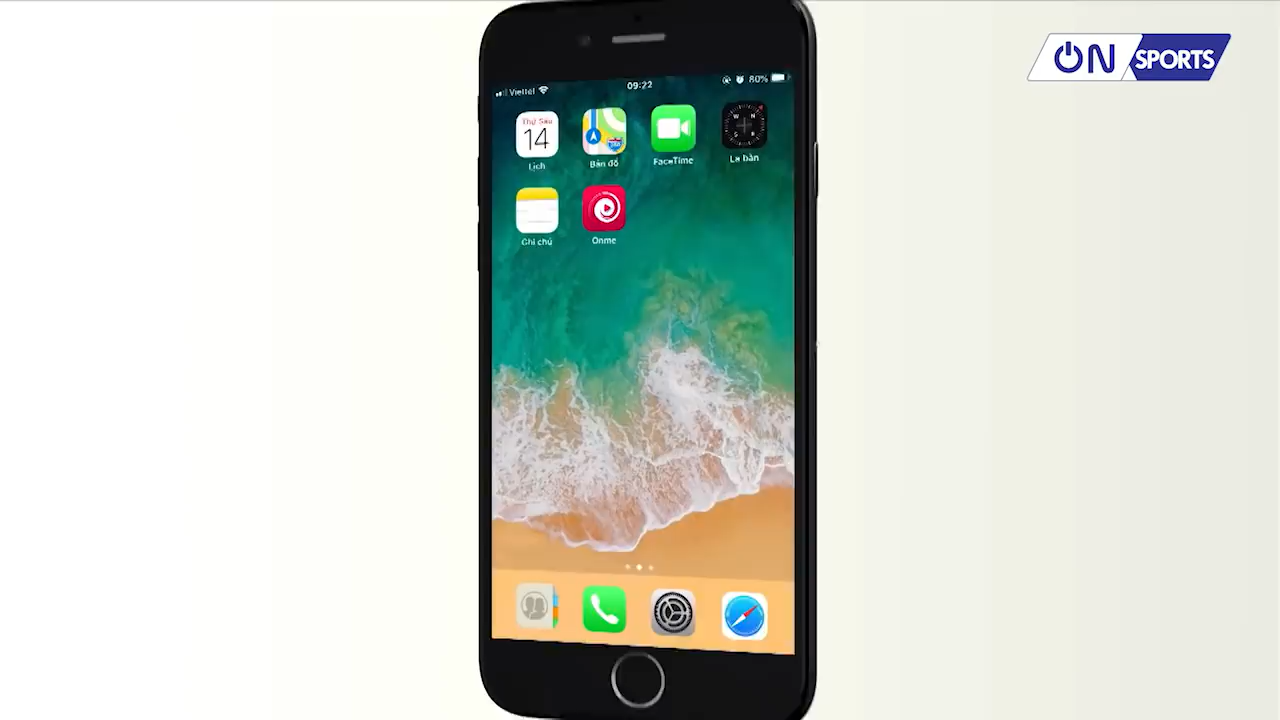 ON SPORTS
Viettel
09:22
80%
Thứ Sáu
14
Lịch
Bản đồ
FaceTime
La bàn
Ghi chú
Onme